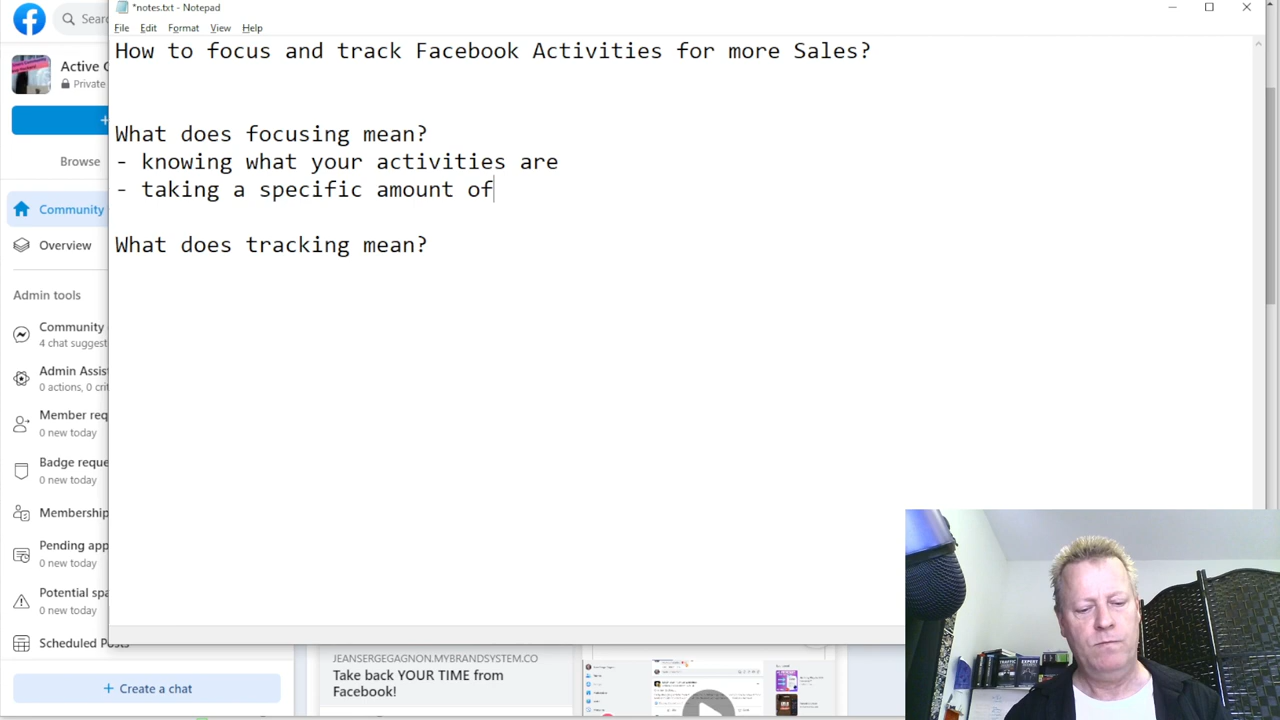 Sear
*notes.txt - Notepad
File Edit Format View Help
How to focus and track Facebook Activities for more Sales?
What does focusing mean?
- knowing what your activities are
- taking a specific amount of
What does tracking mean?
Active
Private
+
Browse
Community
Overview
Admin tools
Community
4 chat suggest
Admin Assis
0 actions, 0 crit
Member req
0 new today
Badge reque
0 new today
Membership
Pending app
0 new today
Potential spa
0 new today
Scheduled Posts
+ Create a chat
JEANSERGEGAGNON.MYBRANDSYSTEM.CO
Take back YOUR TIME from
Facebook!
TRAFFIC
EXPERT